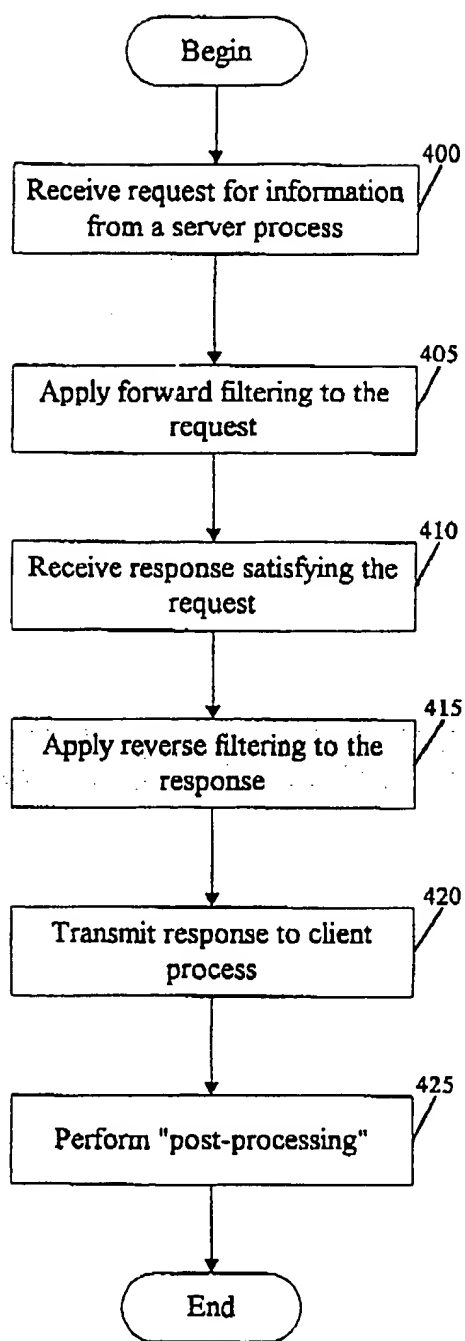 Begin
400
Receive request for information
from a server process
405
Apply forward filtering to the
request
410
Receive response satisfying the
request
415
Apply reverse filtering to the
response
420
Transmit response to client
process
425
Perform "post-processing"
End